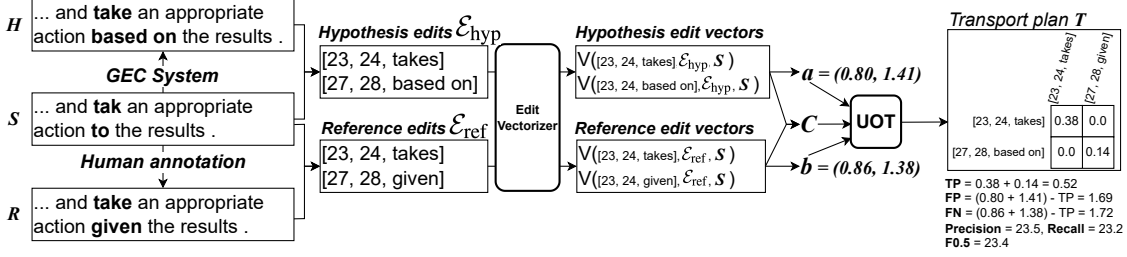 H
... and take an appropriate
action based on the results .
GEC System
S
... and tak an appropriate
action to the results .
Human annotation
R
... and take an appropriate
action given the results .
Hypothesis edits ℰhyp
[23, 24, takes]
[27, 28, based on]
Reference edits ℰref
[23, 24, takes]
[27, 28, given]
Edit
Vectorizer
Hypothesis edit vectors
V([23, 24, takes] ℰhyp, S)
V([23, 24, based on], ℰhyp, S)
Reference edit vectors
V([23, 24, takes], ℰref, S)
V([23, 24, given], ℰref, S)
a = (0.80, 1.41)
C
b = (0.86, 1.38)
UOT
Transport plan T
[23, 24, takes]
[27, 28, given]
[23, 24, takes] 0.38 0.0
[27, 28, based on] 0.0 0.14
TP = 0.38 + 0.14 = 0.52
FP = (0.80 + 1.41) - TP = 1.69
FN = (0.86 + 1.38) - TP = 1.72
Precision = 23.5, Recall = 23.2
F0.5 = 23.4